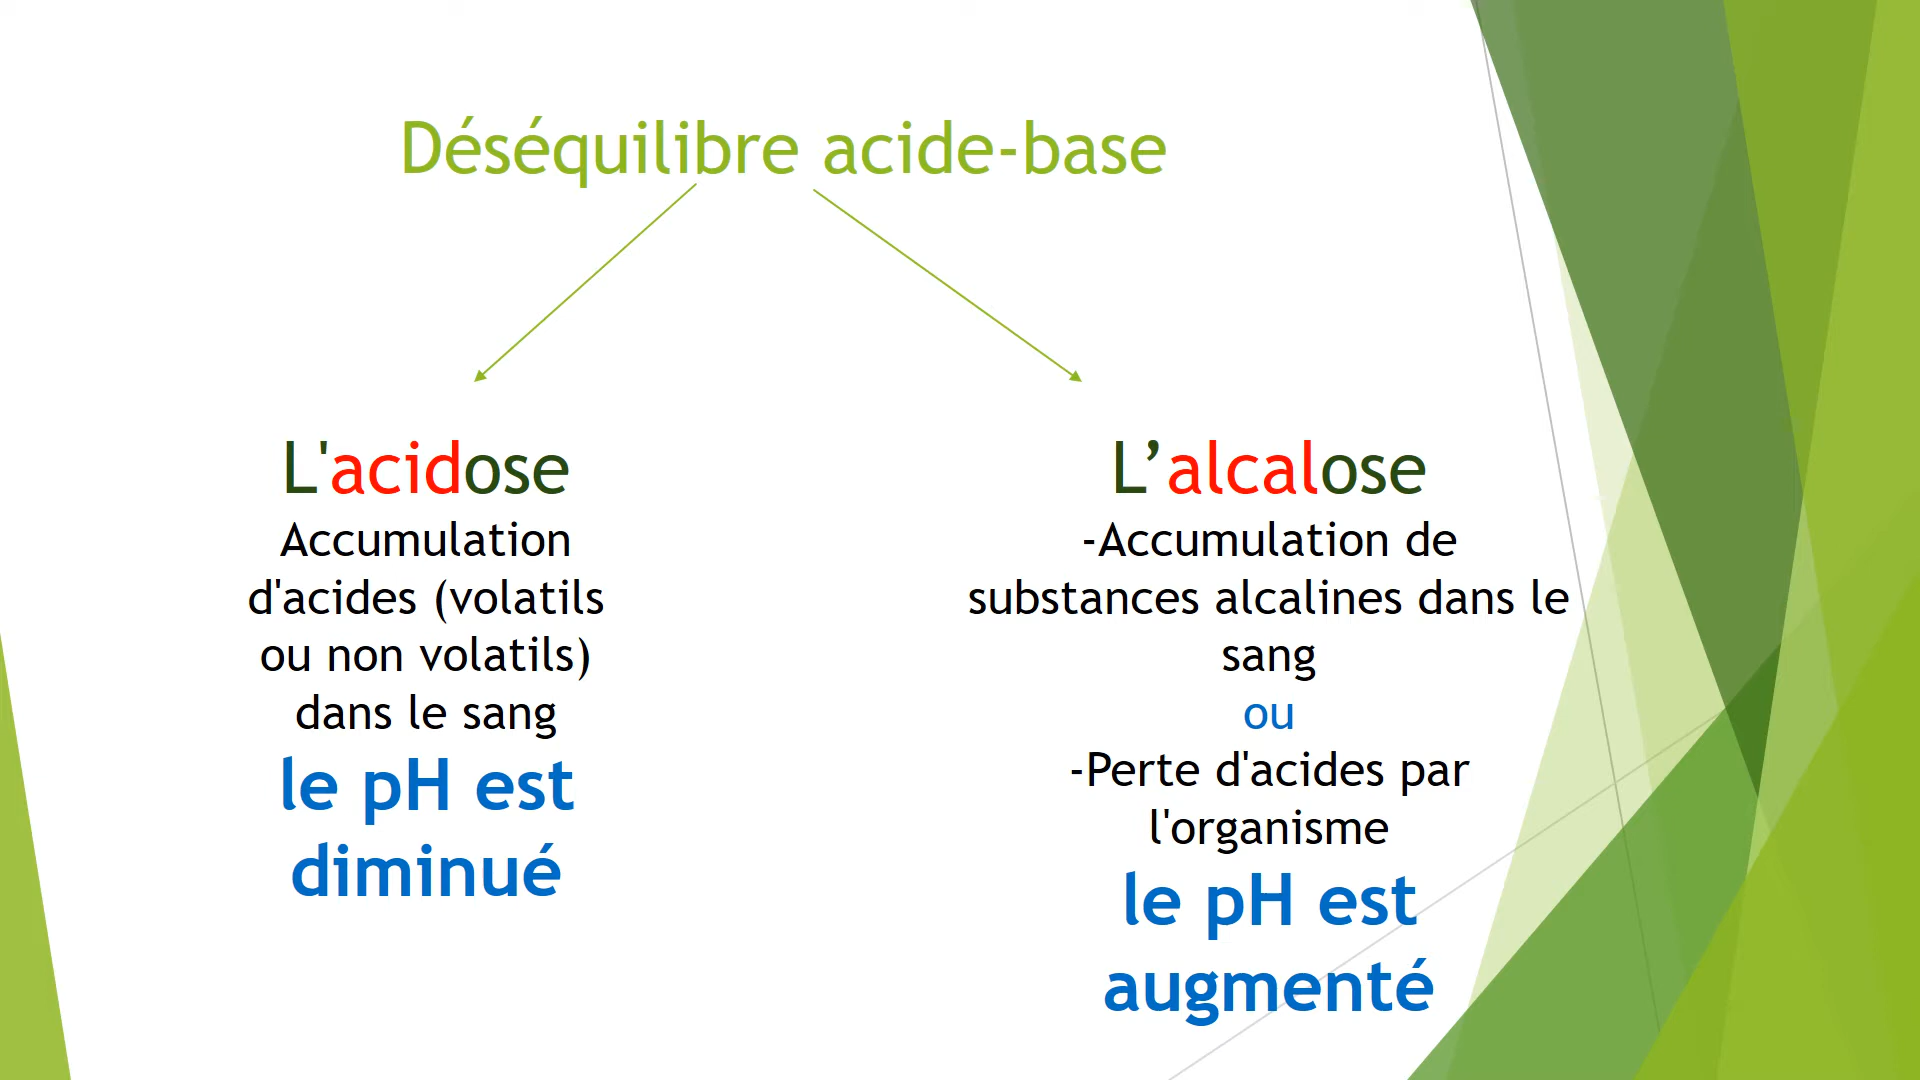 Déséquilibre acide-base
L'acidose
Accumulation
d'acides (volatils
ou non volatils)
dans le sang
le pH est
diminué
L’alcalose
-Accumulation de
substances alcalines dans le
sang
ou
-Perte d'acides par
l'organisme
le pH est
augmenté